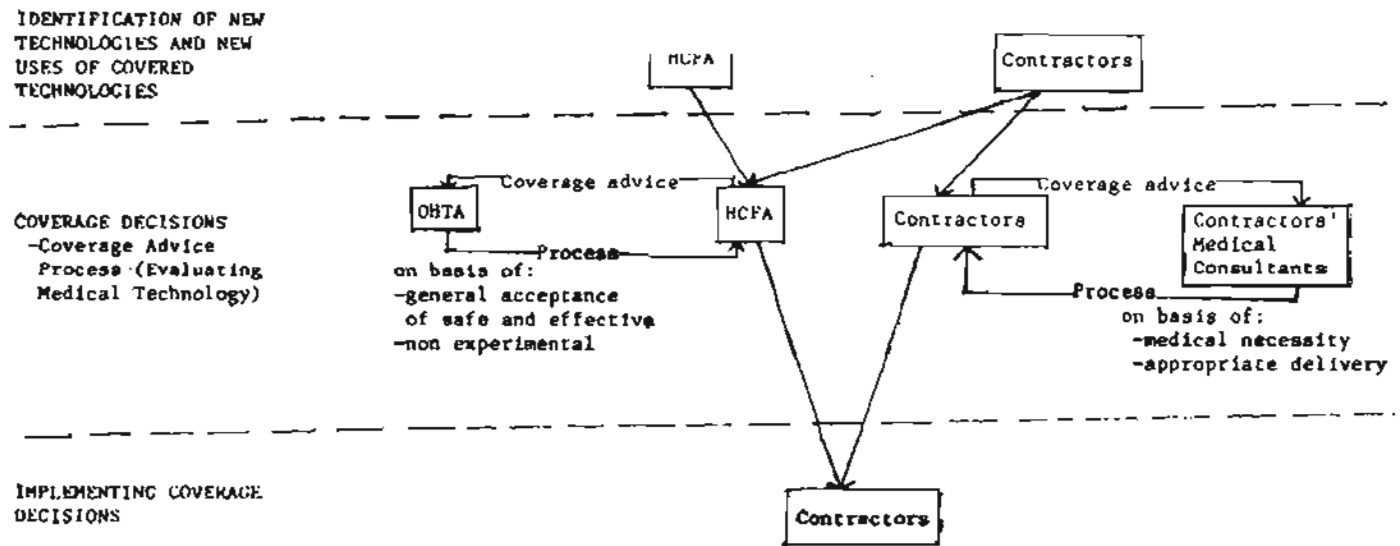 IDENTIFICATION OF NEW
TECHNOLOGIES AND NEW
USES OF COVERED
TECHNOLOGIES
HCFA
Contractors
COVERAGE DECISIONS
-Coverage Advice
Process (Evaluating
Medical Technology)
Coverage advice
OHTA
HCFA
Process
on basis of:
-general acceptance
of safe and effective
-non experimental
Contractors
Coverage advice
Contractors'
Medical
Consultants
Process
on basis of:
-medical necessity
-appropriate delivery
IMPLEMENTING COVERAGE
DECISIONS
Contractors